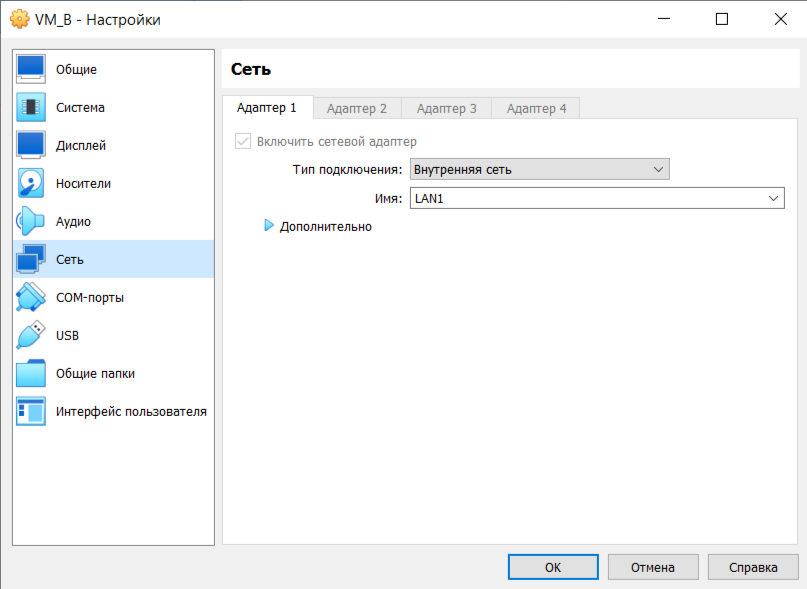 VM_B - Настройки
Общие
Система
Дисплей
Носители
Аудио
Сеть
COM-порты
USB
Общие папки
Интерфейс пользователя
Сеть
Адаптер 1 Адаптер 2 Адаптер 3 Адаптер 4
Включить сетевой адаптер
Тип подключения: Внутренняя сеть
Имя: LAN1
Дополнительно
OK Отмена Справка